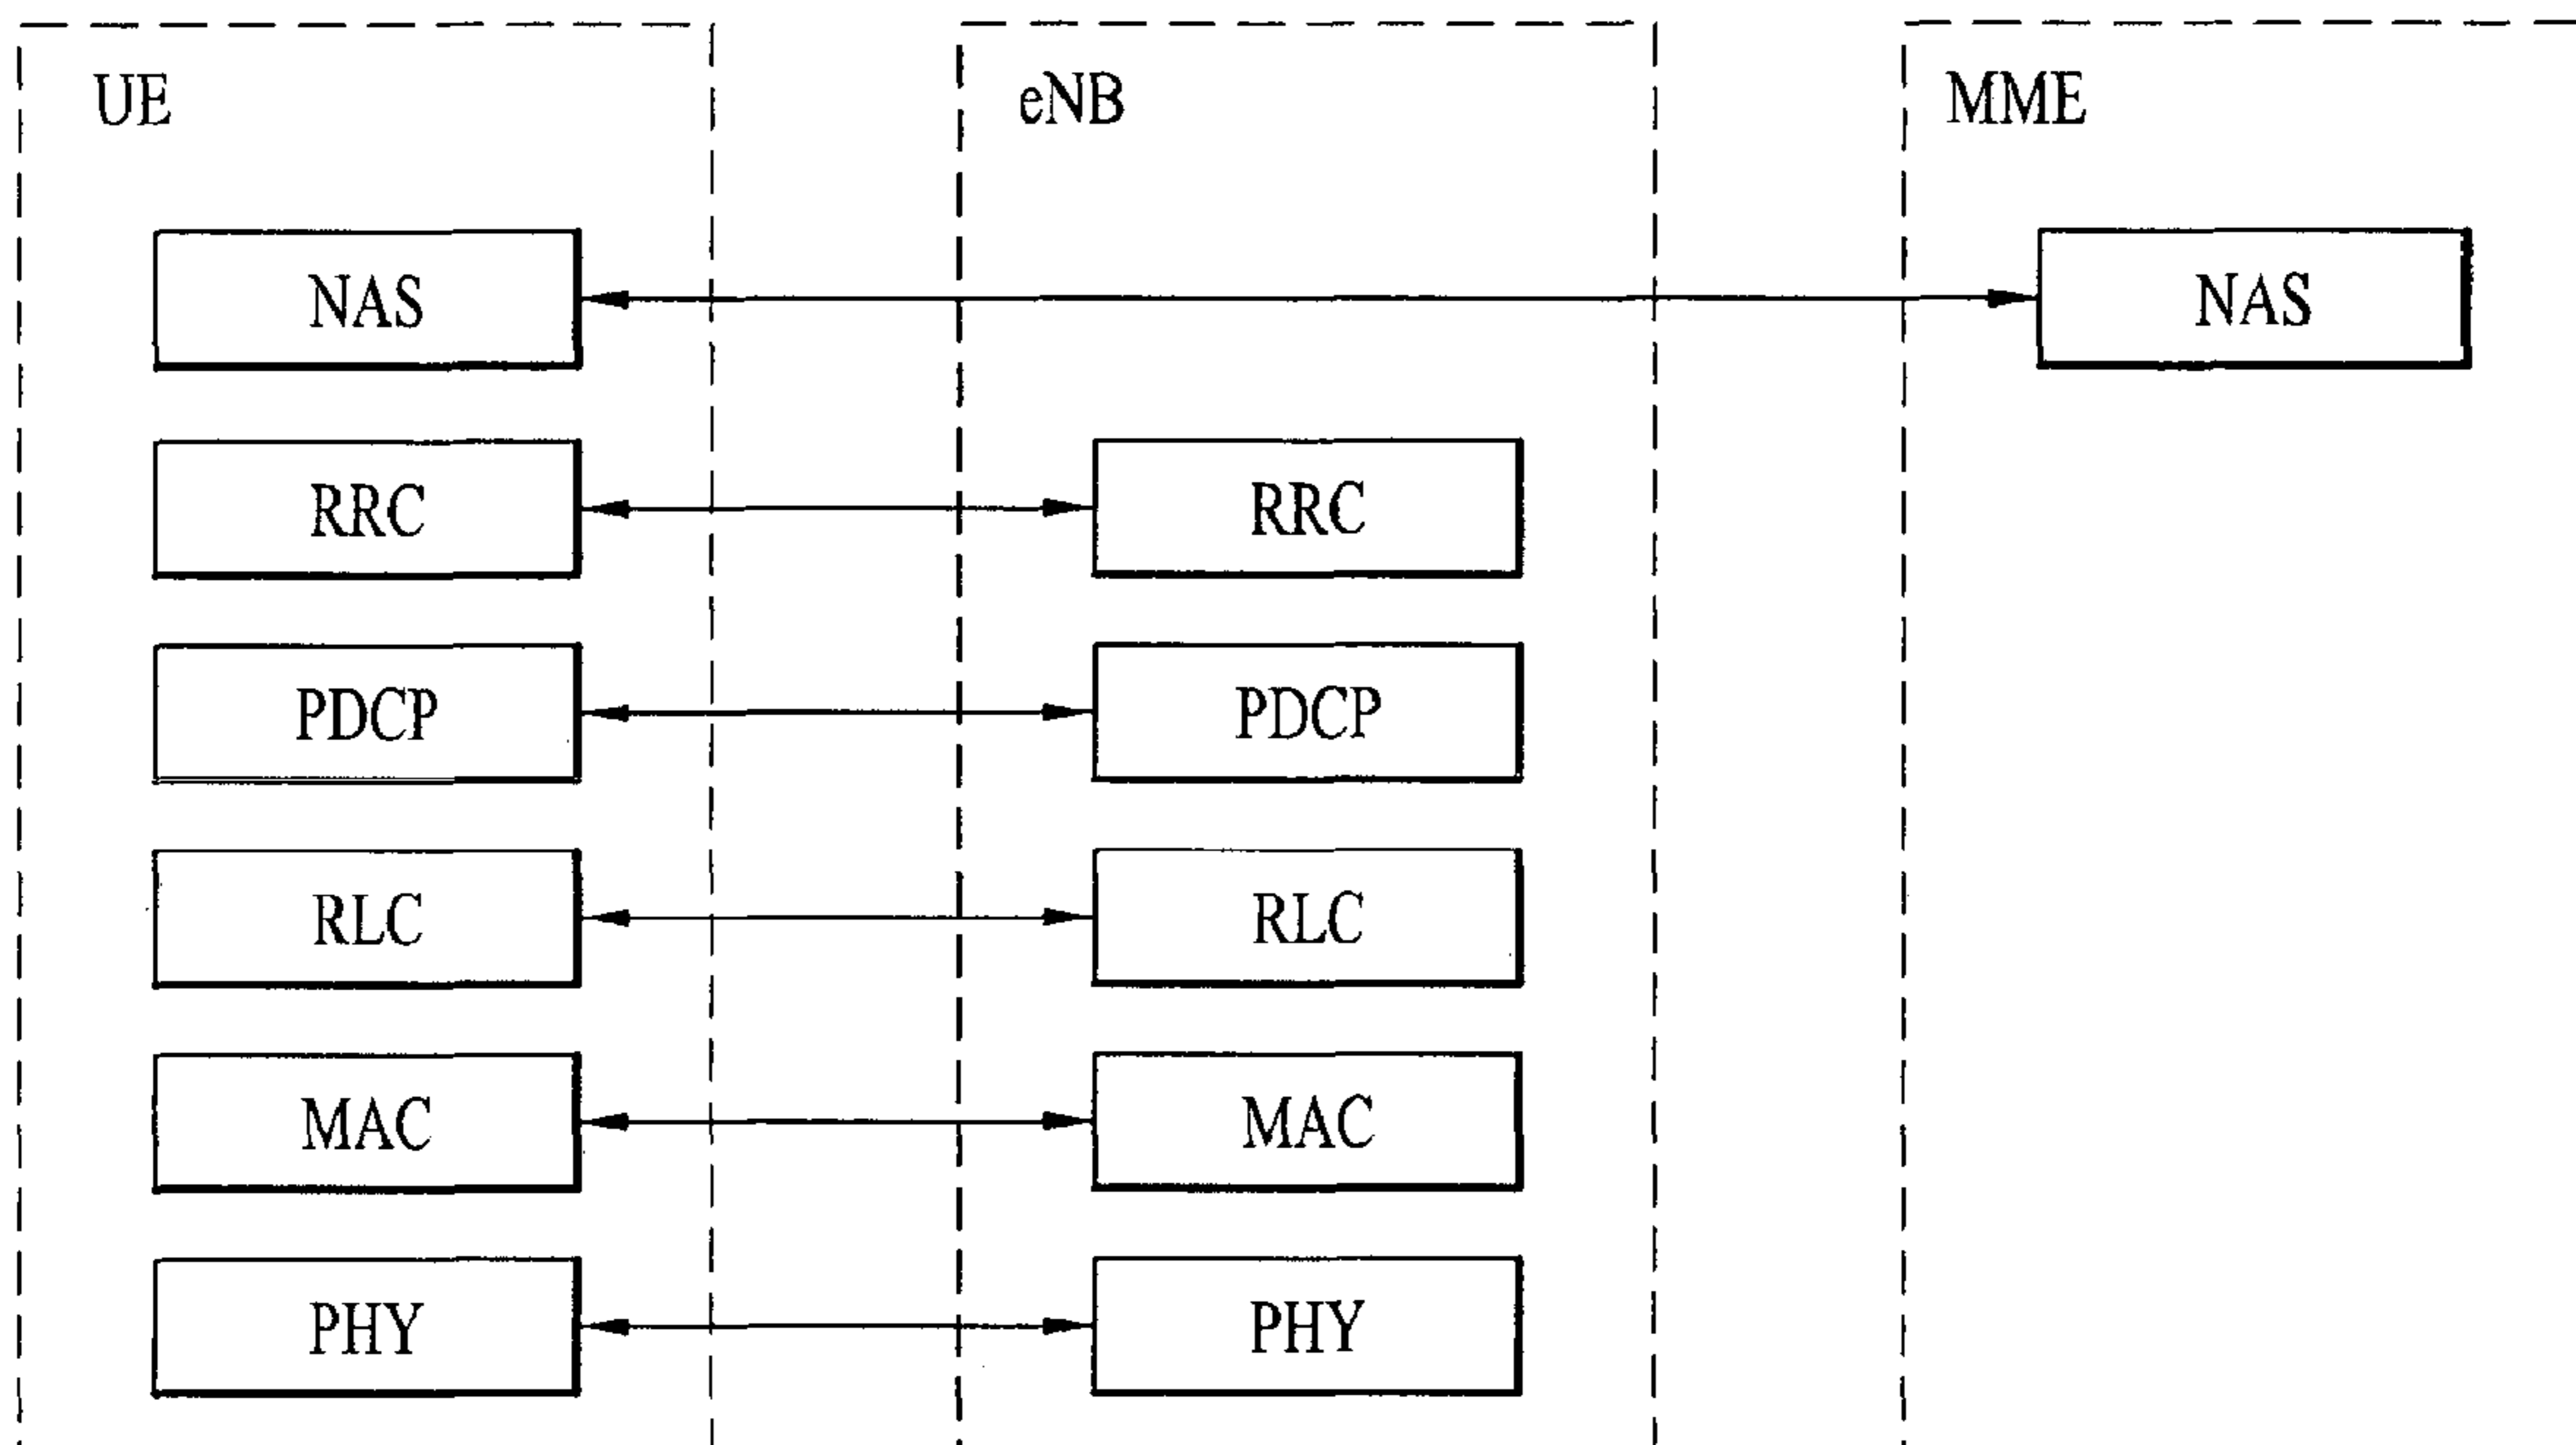 UE
eNB
MME
NAS
NAS
RRC
RRC
PDCP
PDCP
RLC
RLC
MAC
MAC
PHY
PHY